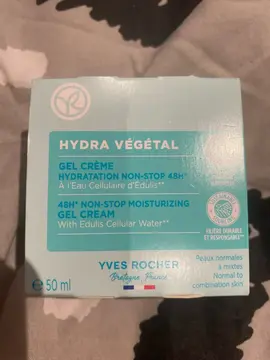 HYDRA VÉGÉTAL
GEL CRÈME
HYDRATATION NON-STOP 48H*
À l'Eau Cellulaire d'Edulis**
48H* NON-STOP MOISTURIZING
GEL CREAM
With Edulis Cellular Water**
FILIÈRE DURABLE
ET RESPONSABLE**
YVES ROCHER
Bretagne, France
Peaux normales
à mixtes
Normal to
combination skin
e 50 ml